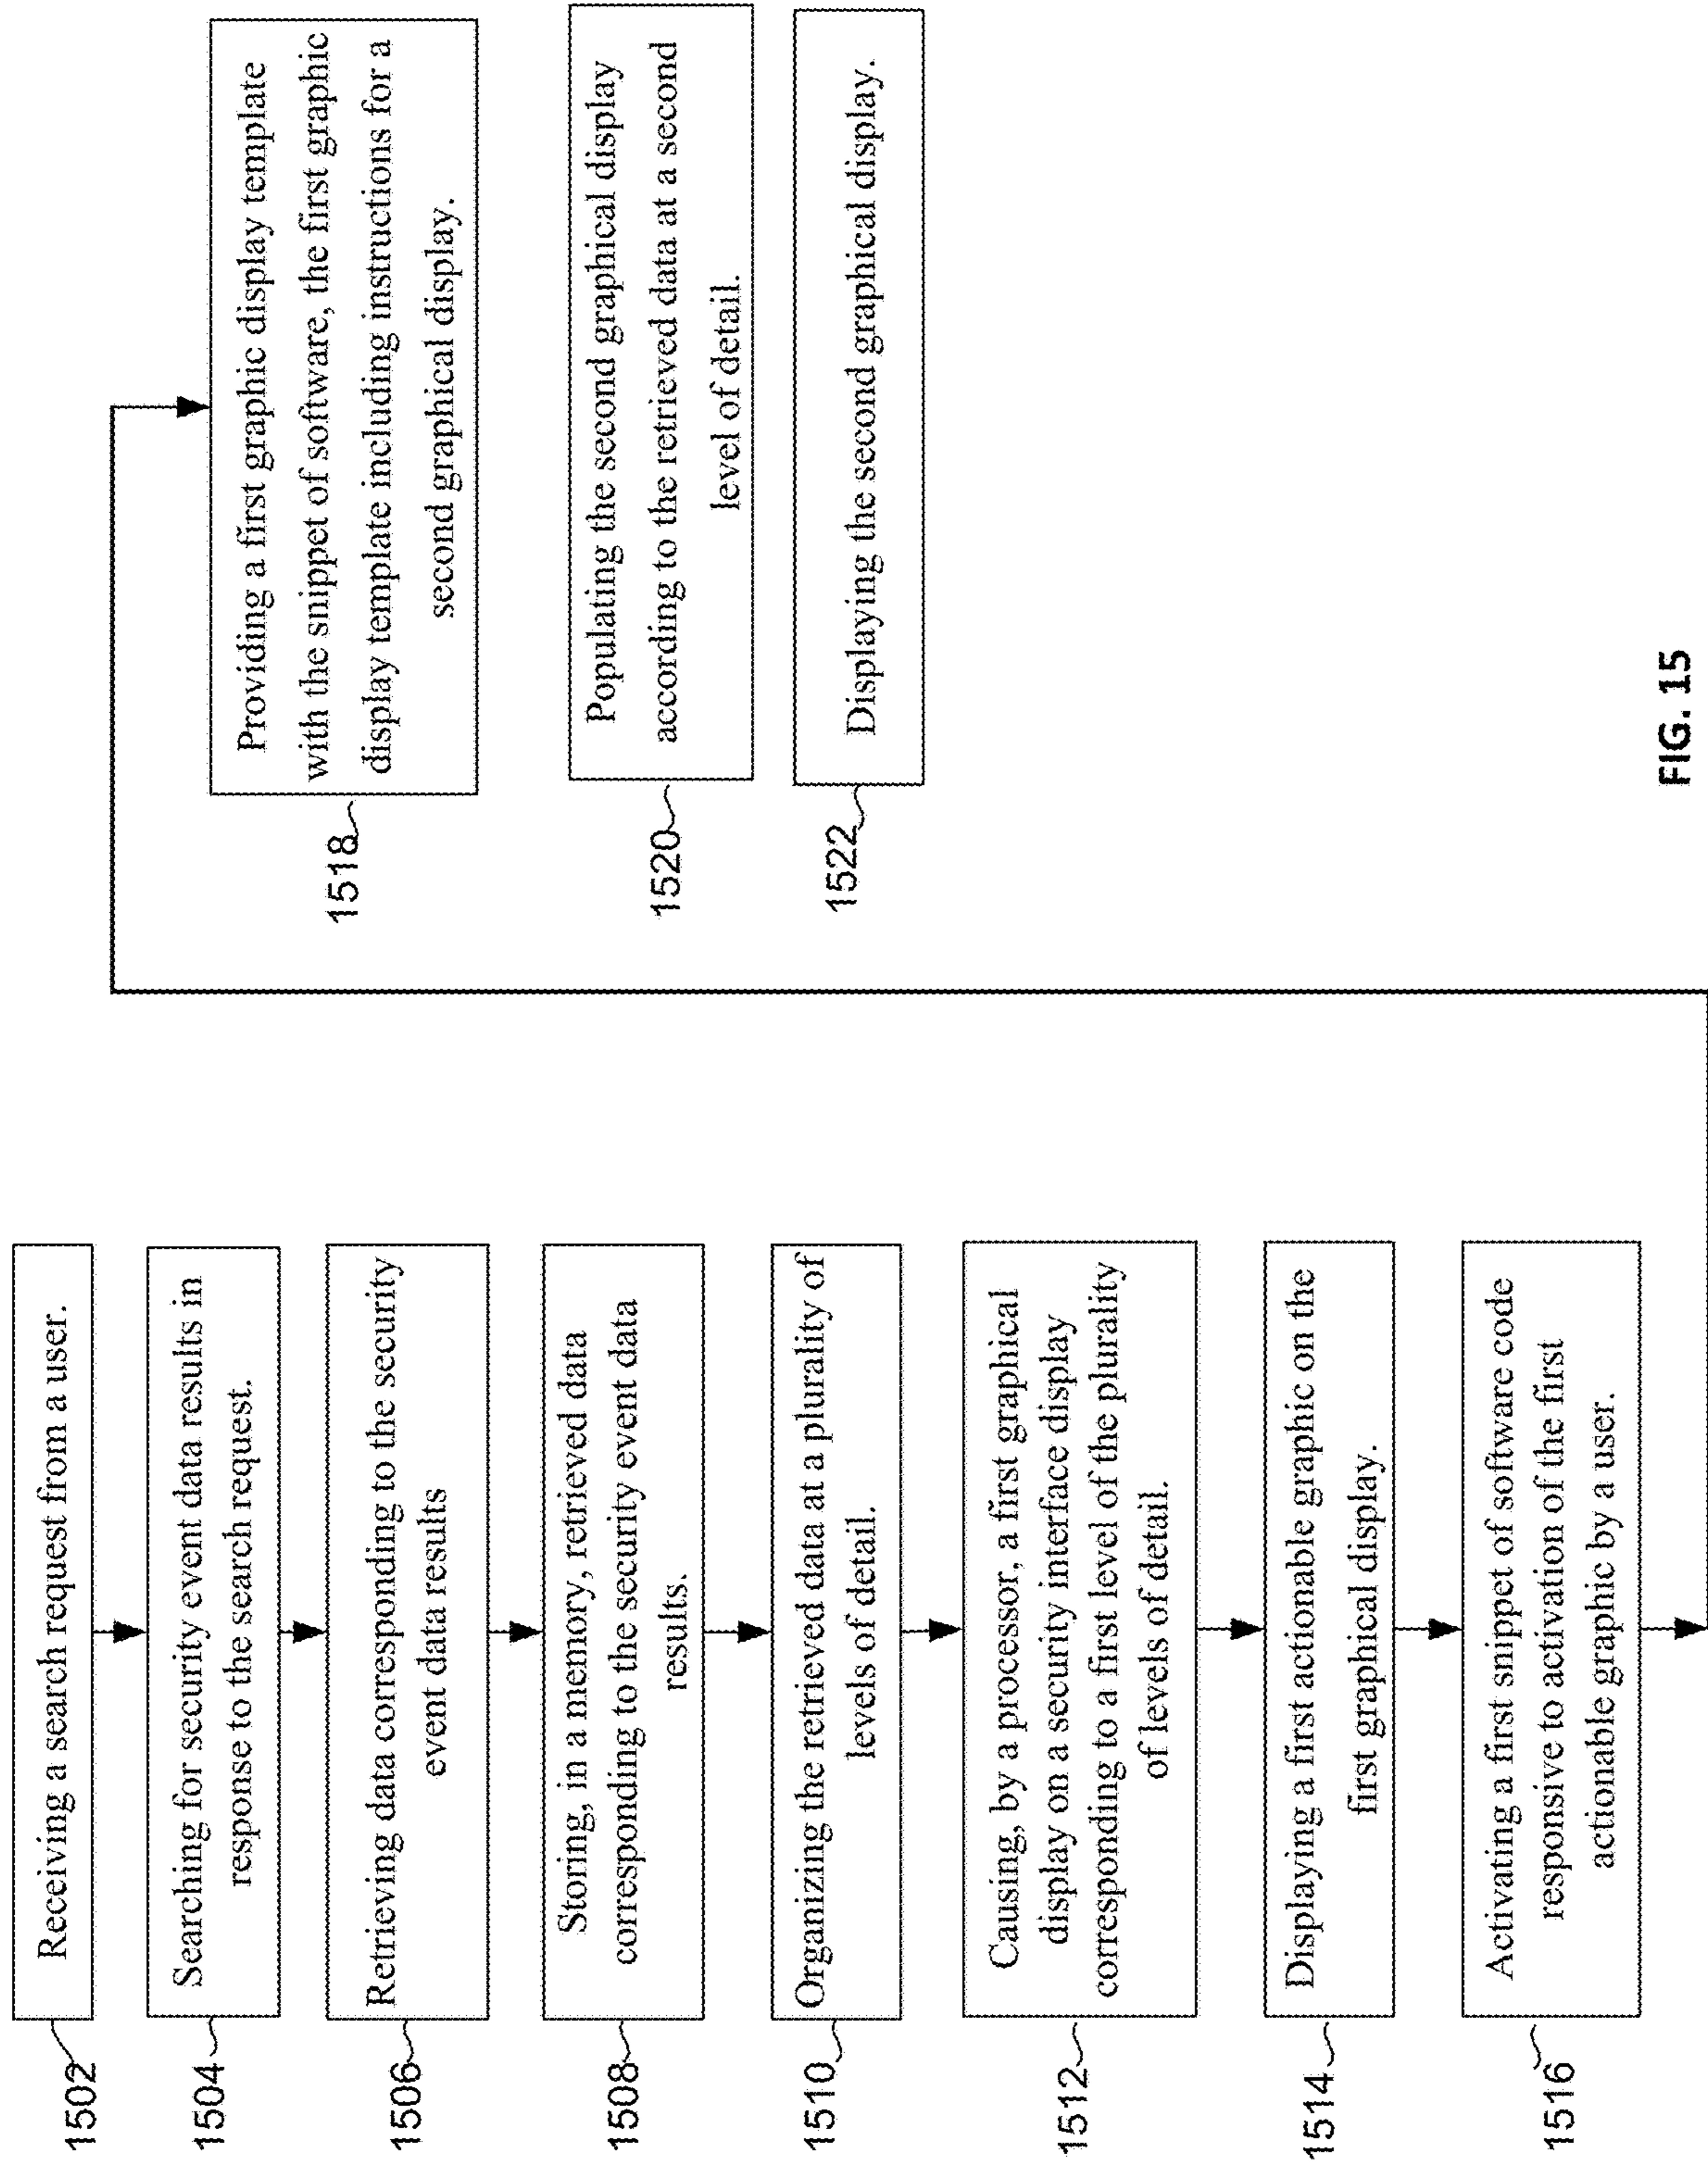 1502
Receiving a search request from a user.
1504
Searching for security event data results in
response to the search request.
1506
Retrieving data corresponding to the security
event data results
1508
Storing, in a memory, retrieved data
corresponding to the security event data
results.
1510
Organizing the retrieved data at a plurality of
levels of detail.
1512
Causing, by a processor, a first graphical
display on a security interface display
corresponding to a first level of the plurality
of levels of detail.
1514
Displaying a first actionable graphic on the
first graphical display.
1516
Activating a first snippet of software code
responsive to activation of the first
actionable graphic by a user.
1518
Providing a first graphic display template
with the snippet of software, the first graphic
display template including instructions for a
second graphical display.
1520
Populating the second graphical display
according to the retrieved data at a second
level of detail.
1522
Displaying the second graphical display.
FIG. 15